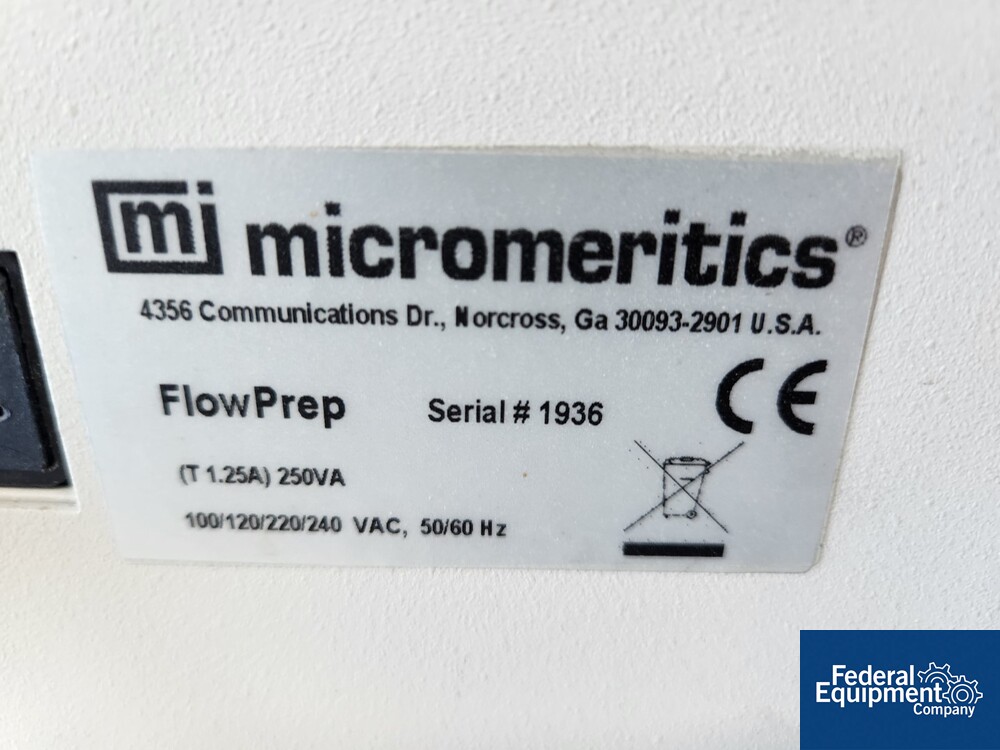 mi micromeritics®
4356 Communications Dr., Norcross, Ga 30093-2901 U.S.A.
FlowPrep Serial # 1936 CE
(T 1.25A) 250VA
100/120/220/240 VAC, 50/60 Hz
Federal
Equipment
Company